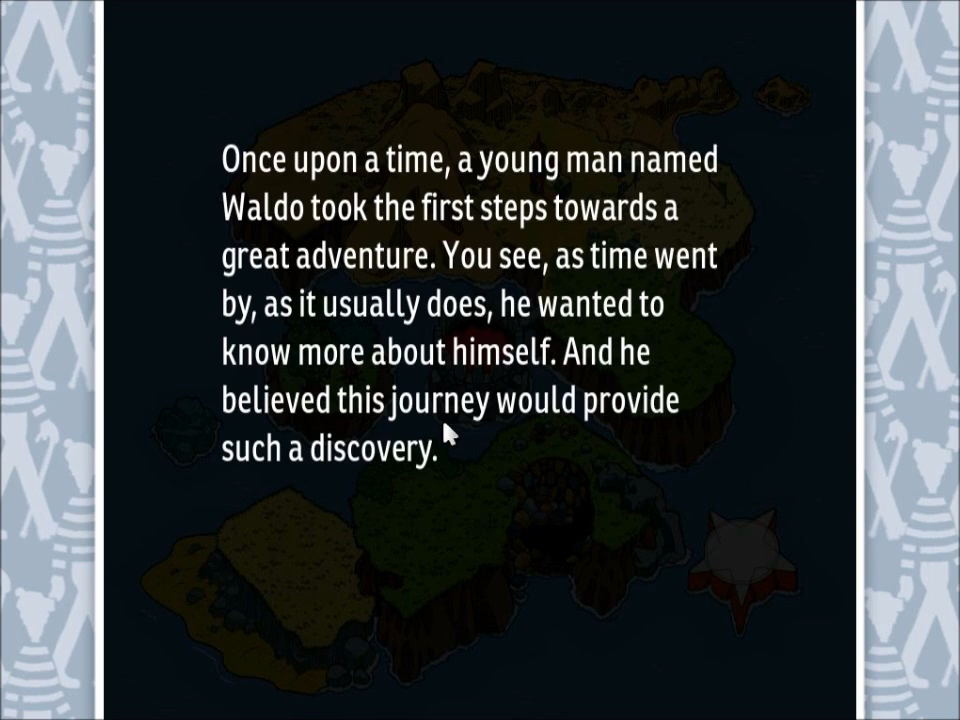 Once upon a time, a young man named
Waldo took the first steps towards a
great adventure. You see, as time went
by, as it usually does, he wanted to
know more about himself. And he
believed this journey would provide
such a discovery.